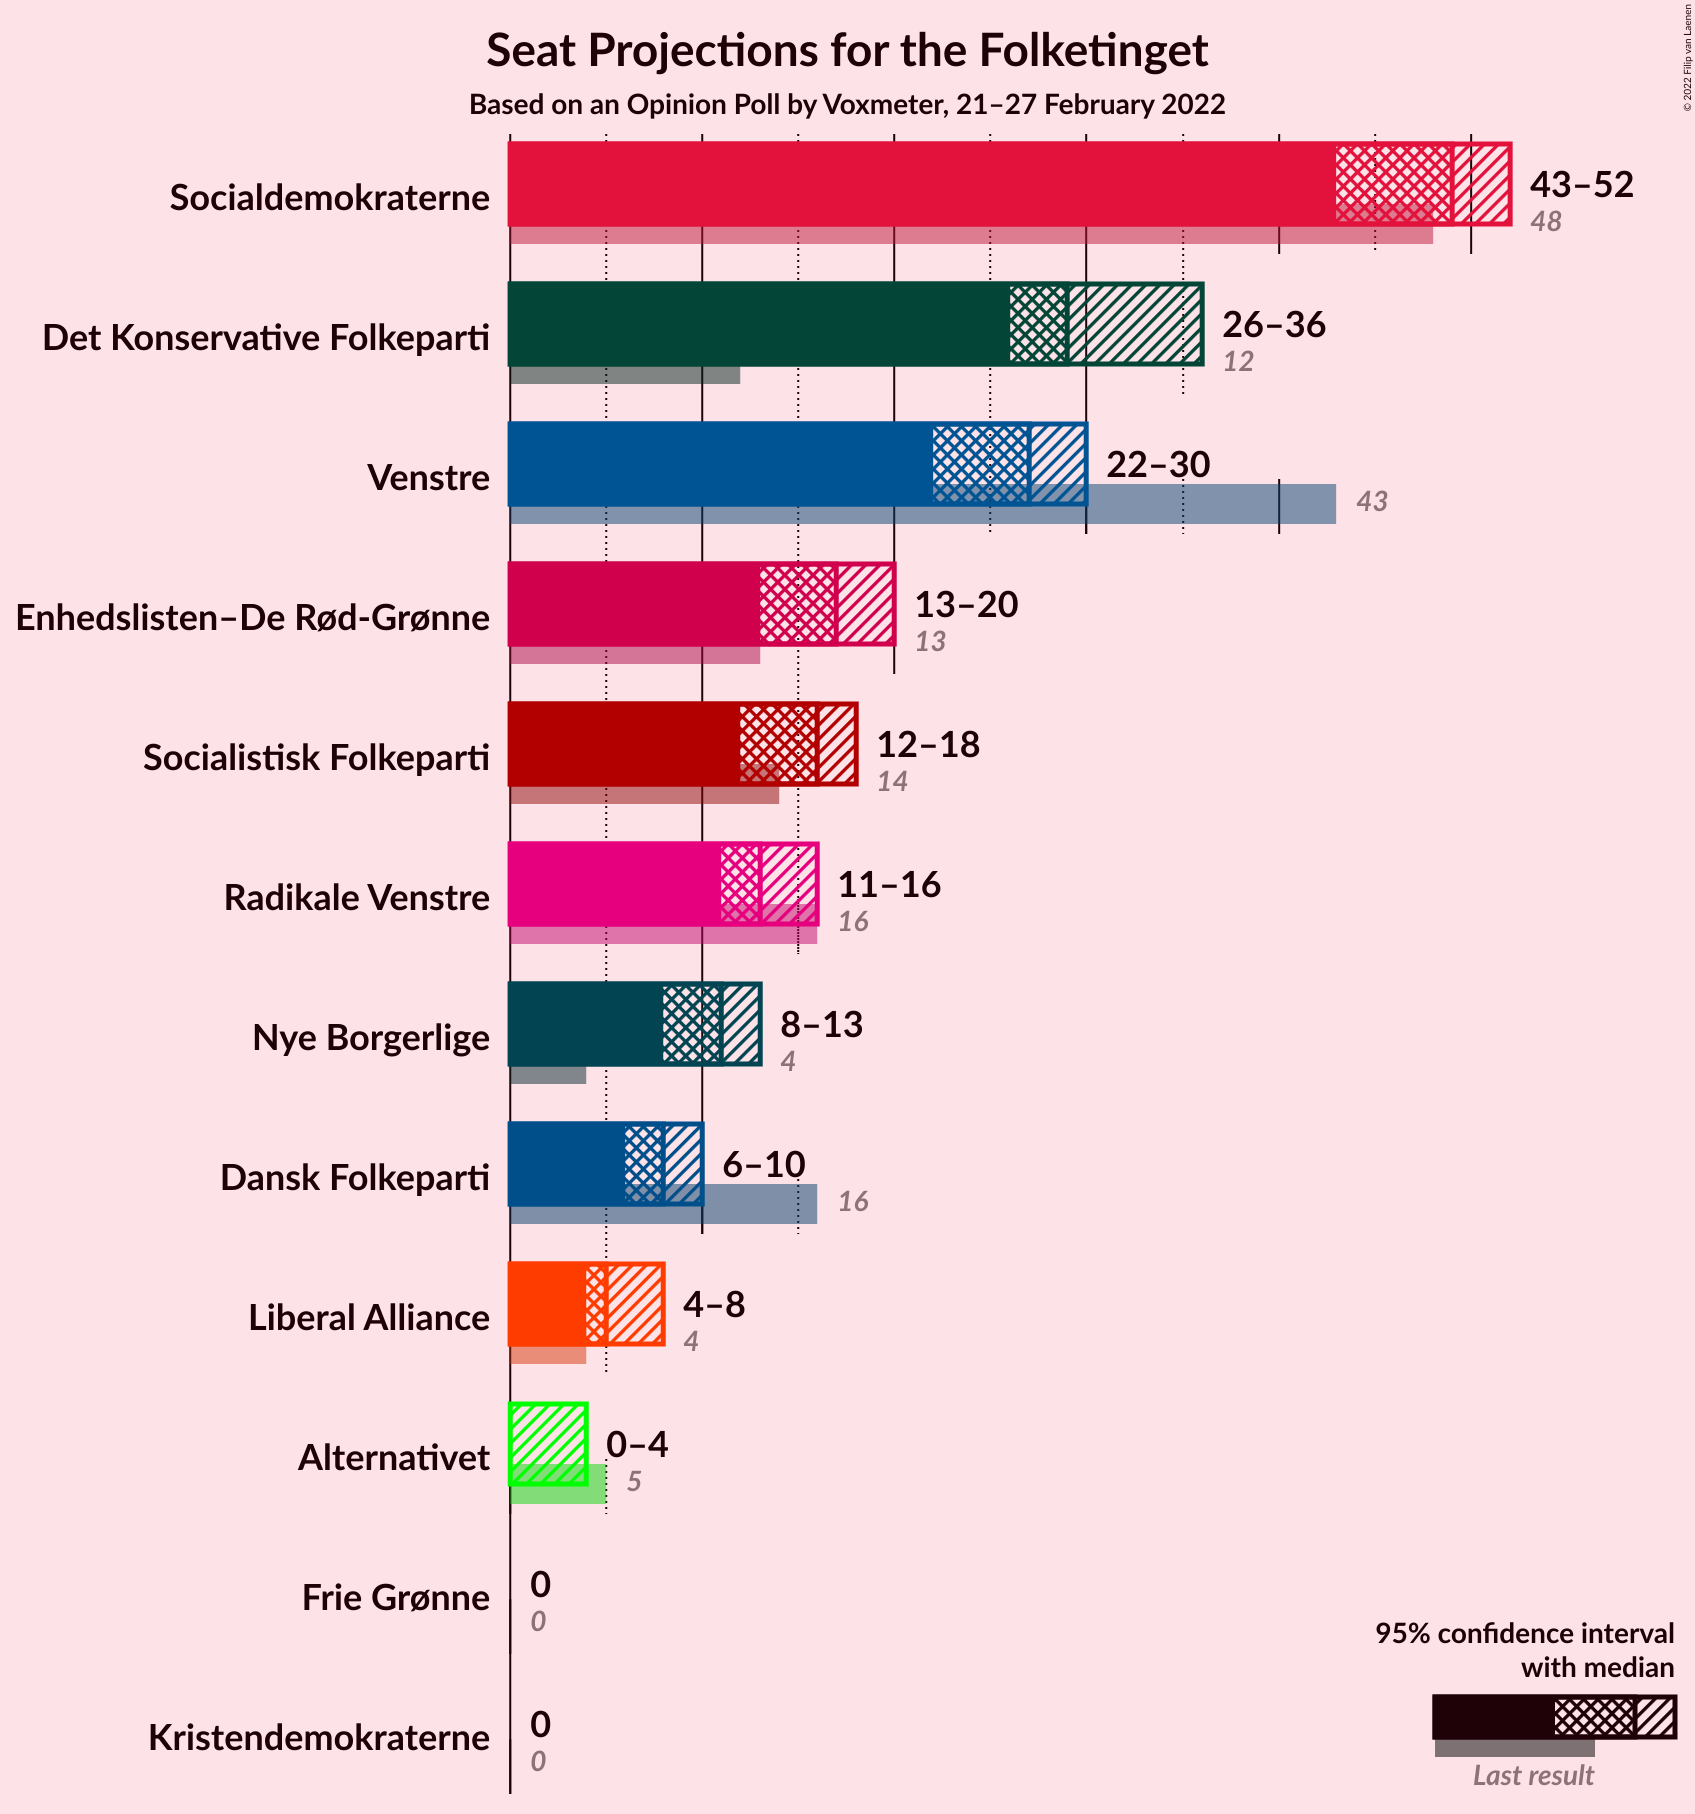 Seat Projections for the Folketinget
Based on an Opinion Poll by Voxmeter, 21–27 February 2022
© 2022 Filip van Laenen
Socialdemokraterne
43–52
48
Det Konservative Folkeparti
26–36
12
Venstre
22–30
43
Enhedslisten–De Rød-Grønne
13–20
13
Socialistisk Folkeparti
12–18
14
Radikale Venstre
11–16
16
Nye Borgerlige
8–13
4
Dansk Folkeparti
6–10
16
Liberal Alliance
4–8
4
Alternativet
0–4
5
Frie Grønne
0
0
Kristendemokraterne
0
0
95% confidence interval
with median
Last result